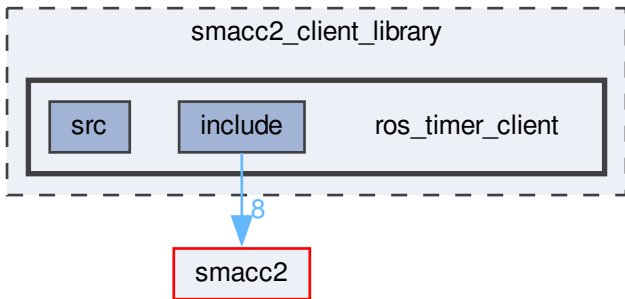 smacc2_client_library
src
include
ros_timer_client
8
smacc2